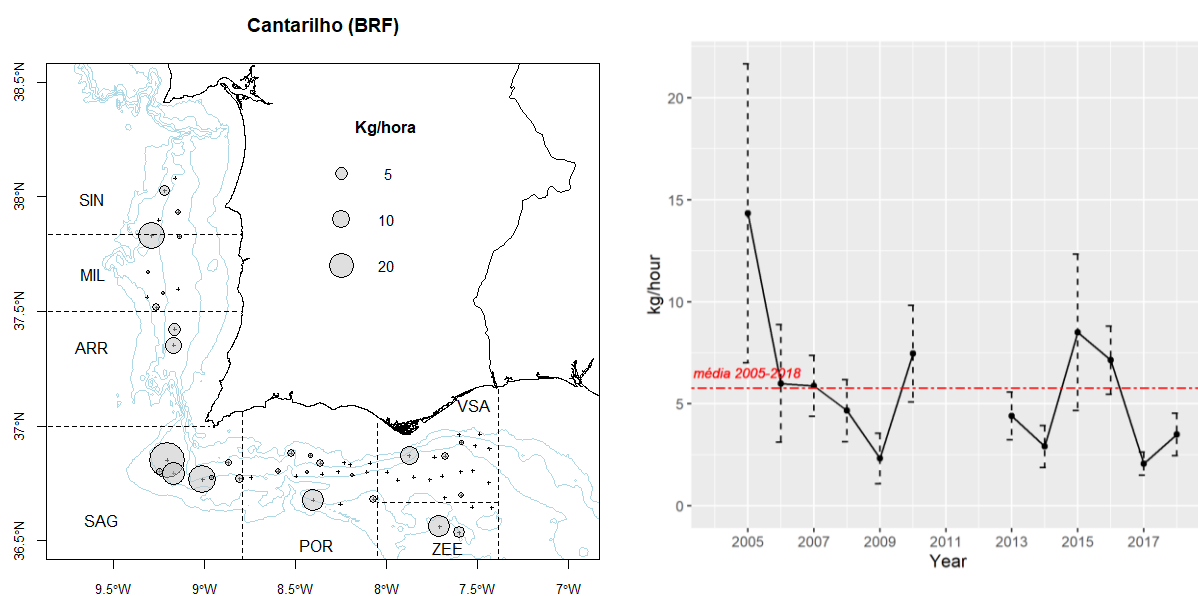 Cantarilho (BRF)
38.5°N
38°N
37.5°N
37°N
36.5°N
Kg/hora
5
10
20
SIN
MIL
ARR
SAG
POR
ZEE
VSA
9.5°W
9°W
8.5°W
8°W
7.5°W
7°W
kg/hour
20
15
10
5
0
média 2005-2018
2005
2007
2009
2011
2013
2015
2017
Year